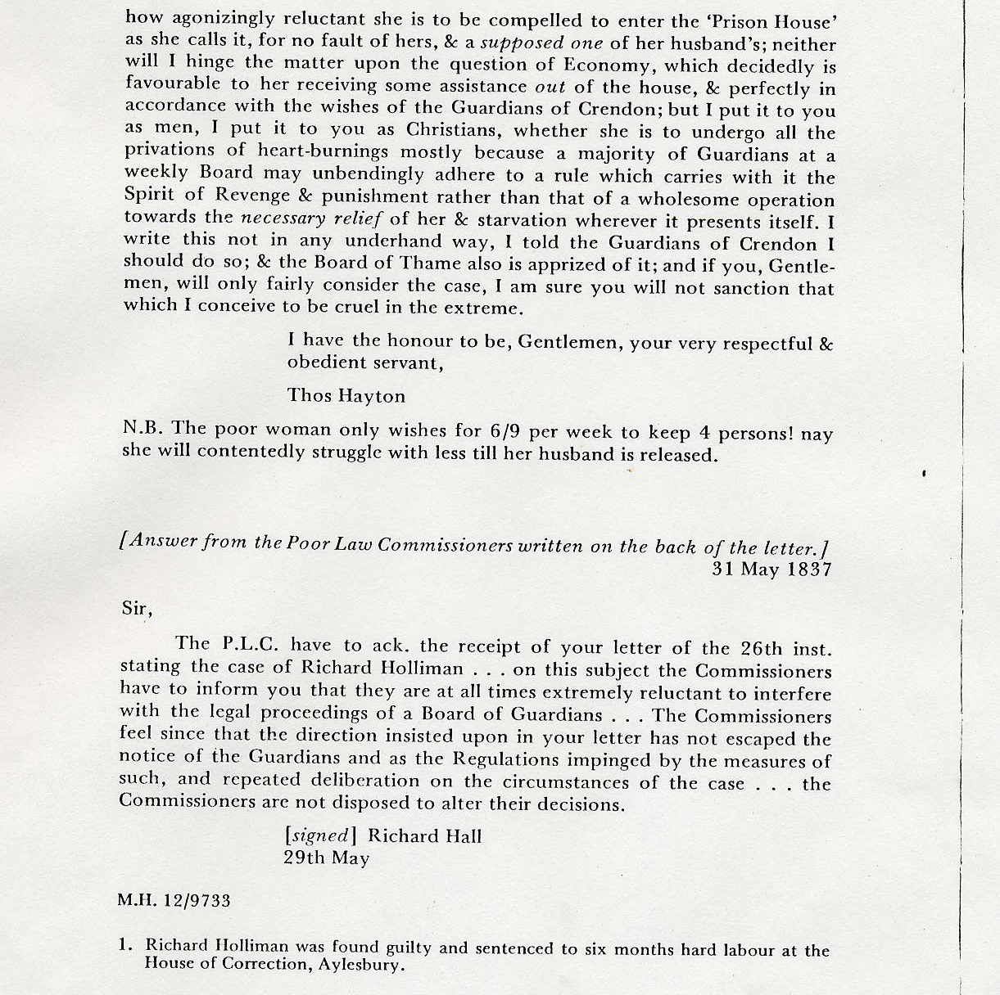 how agonizingly reluctant she is to be compelled to enter the ‘Prison House’
as she calls it, for no fault of hers, & a supposed one of her husband's; neither
will I hinge the matter upon the question of Economy, which decidedly is
favourable to her receiving some assistance out of the house, & perfectly in
accordance with the wishes of the Guardians of Crendon; but I put it to you
as men, I put it to you as Christians, whether she is to undergo all the
privations of heart-burnings mostly because a majority of Guardians at a
weekly Board may unbendingly adhere to a rule which carries with it the
Spirit of Revenge & punishment rather than that of a wholesome operation
towards the necessary relief of her & starvation wherever it presents itself. I
write this not in any underhand way, I told the Guardians of Crendon I
should do so; & the Board of Thame also is apprized of it; and if you, Gentle-
men, will only fairly consider the case, I am sure you will not sanction that
which I conceive to be cruel in the extreme.
I have the honour to be, Gentlemen, your very respectful &
obedient servant,
Thos Hayton
N.B. The poor woman only wishes for 6/9 per week to keep 4 persons! nay
she will contentedly struggle with less till her husband is released.
[Answer from the Poor Law Commissioners written on the back of the letter.]
31 May 1837
Sir,
The P.L.C. have to ack. the receipt of your letter of the 26th inst.
stating the case of Richard Holliman . . . on this subject the Commissioners
have to inform you that they are at all times extremely reluctant to interfere
with the legal proceedings of a Board of Guardians . . . The Commissioners
feel since that the direction insisted upon in your letter has not escaped the
notice of the Guardians and as the Regulations impinged by the measures of
such, and repeated deliberation on the circumstances of the case . . . the
Commissioners are not disposed to alter their decisions.
[signed] Richard Hall
29th May
M.H. 12/9733
1. Richard Holliman was found guilty and sentenced to six months hard labour at the
House of Correction, Aylesbury.